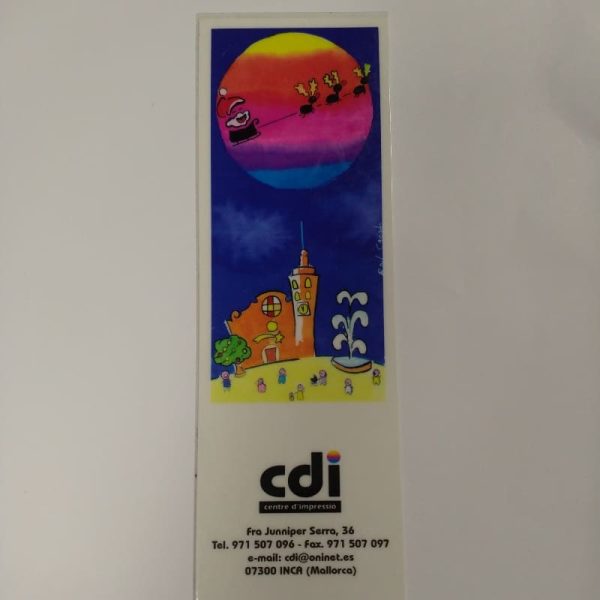 cdi
centre d'impressió
Fra Junniper Serra, 36
Tel. 971 507 096 - Fax. 971 507 097
e-mail: cdi@oninet.es
07300 INCA (Mallorca)